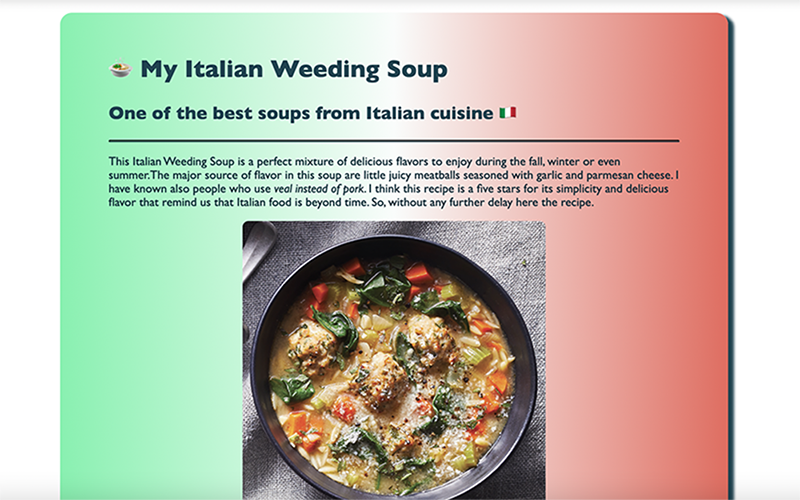 🍲 My Italian Weeding Soup
One of the best soups from Italian cuisine 🇮🇹
This Italian Weeding Soup is a perfect mixture of delicious flavors to enjoy during the fall, winter or even
summer.The major source of flavor in this soup are little juicy meatballs seasoned with garlic and parmesan cheese. I
have known also people who use veal instead of pork. I think this recipe is a five stars for its simplicity and delicious
flavor that remind us that Italian food is beyond time. So, without any further delay here the recipe.